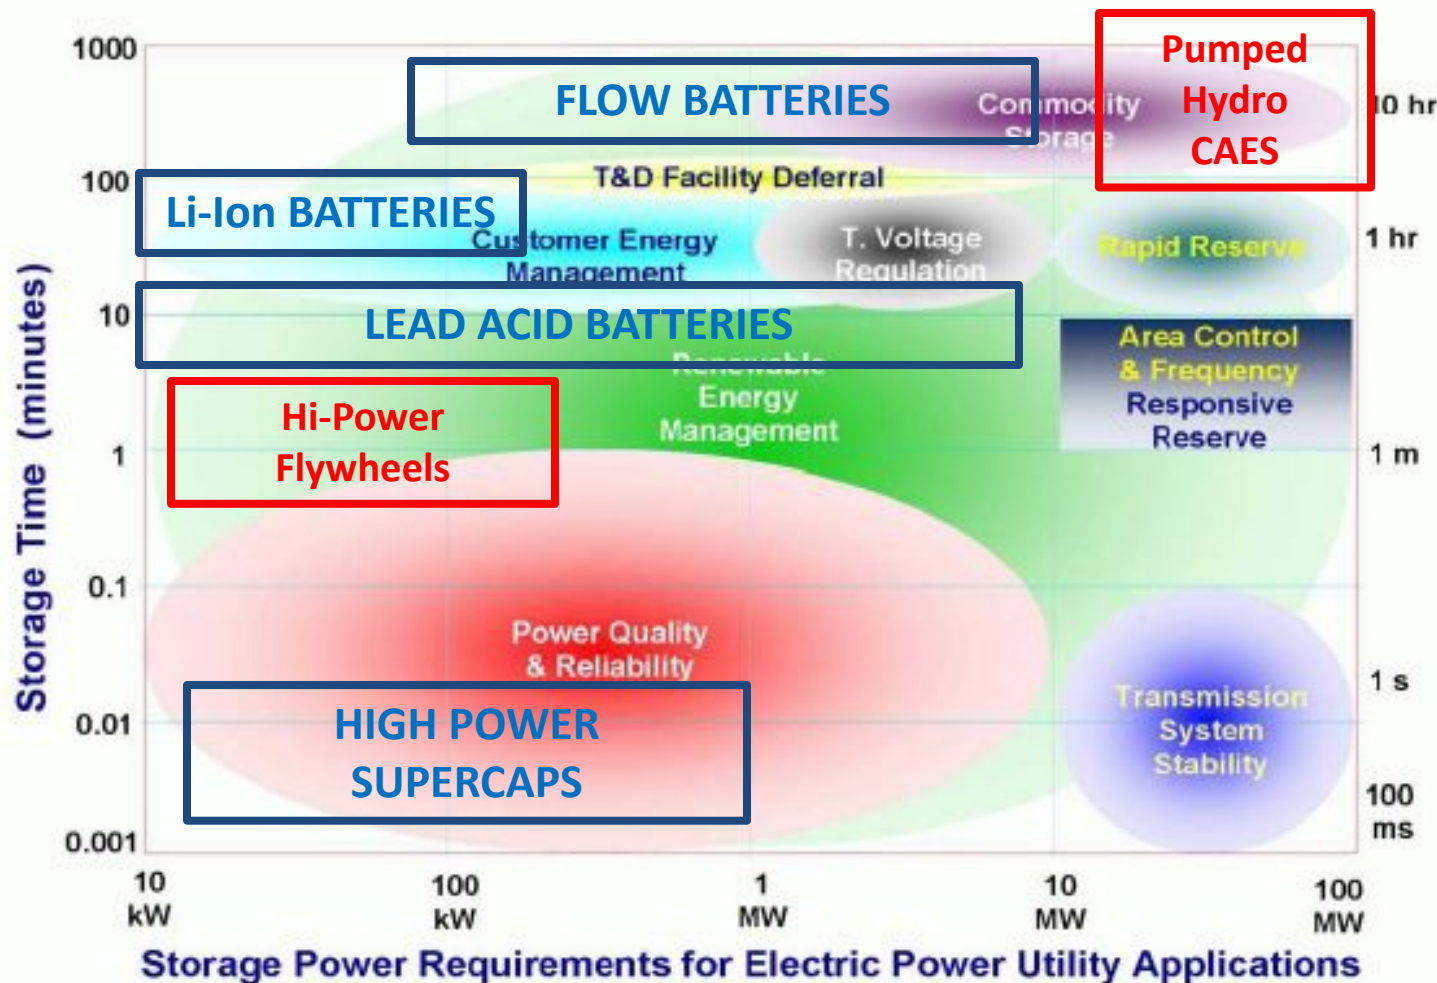 1000
FLOW BATTERIES
Commodity
Storage
Pumped
Hydro
CAES
10 hr
100
T&D Facility Deferral
Li-Ion BATTERIES
Customer Energy
Management
T. Voltage
Regulation
Rapid Reserve
1 hr
10
LEAD ACID BATTERIES
Renewable
Energy
Management
Area Control
& Frequency
Responsive
Reserve
Hi-Power
Flywheels
1
1 m
0.1
Power Quality
& Reliability
1 s
0.01
HIGH POWER
SUPERCAPS
Transmission
System
Stability
100
ms
0.001
10
kW
100
kW
1
MW
10
MW
100
MW
Storage Time (minutes)
Storage Power Requirements for Electric Power Utility Applications